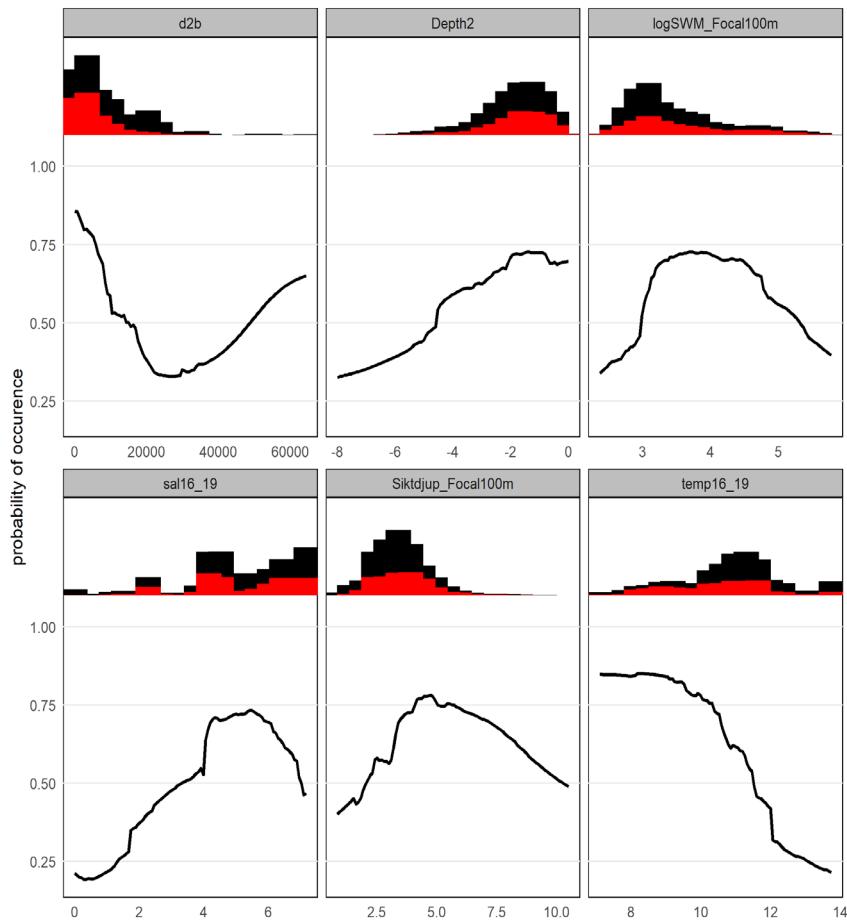 d2b Depth2 logSWM_Focal100m
1.00
0.75
0.50
0.25
0 20000 40000 60000 -8 -6 -4 -2 0 3 4 5
probability of occurence
sal16_19 Siktdjup_Focal100m temp16_19
1.00
0.75
0.50
0.25
0 2 4 6 2.5 5.0 7.5 10.0 8 10 12 14